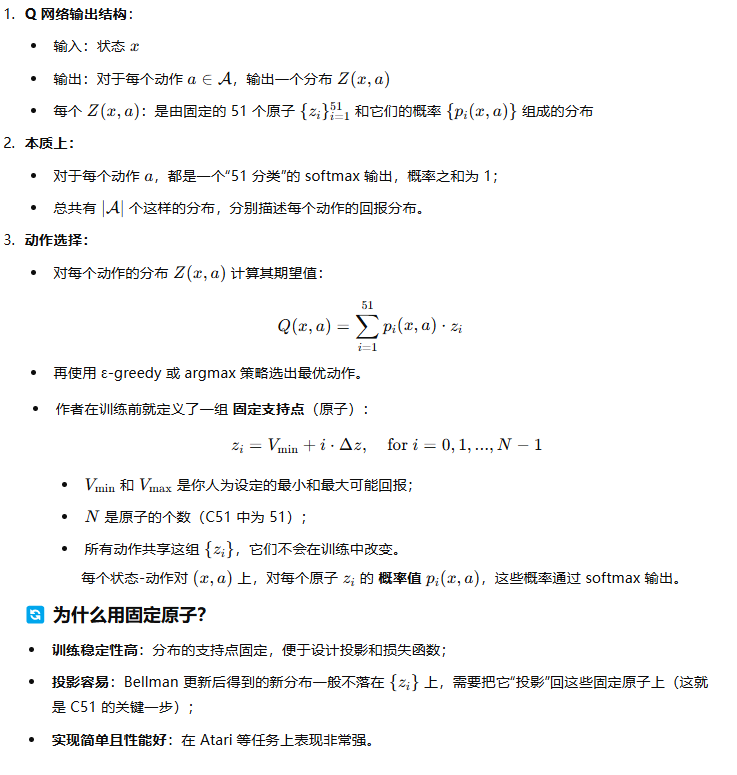 1. Q 网络输出结构：
• 输入：状态 x
• 输出：对于每个动作 a ∈ 𝒜，输出一个分布 Z(x, a)
• 每个 Z(x, a)：是由固定的 51 个原子 {z_i}_{i=1}^{51} 和它们的概率 {p_i(x, a)} 组成的分布
2. 本质上：
• 对于每个动作 a，都是一个“51 分类”的 softmax 输出，概率之和为 1；
• 总共有 |𝒜| 个这样的分布，分别描述每个动作的回报分布。
3. 动作选择：
• 对每个动作的分布 Z(x, a) 计算其期望值：
Q(x, a) = \sum_{i=1}^{51} p_i(x, a) · z_i
• 再使用 ε-greedy 或 argmax 策略选出最优动作。
• 作者在训练前就定义了一组 固定支持点（原子）：
z_i = V_min + i · Δz, for i = 0, 1, ..., N − 1
• V_min 和 V_max 是你人为设定的最小和最大可能回报；
• N 是原子的个数（C51 中为 51）；
• 所有动作共享这组 {z_i}，它们不会在训练中改变。
每个状态-动作对 (x, a) 上，对每个原子 z_i 的 概率值 p_i(x, a)，这些概率通过 softmax 输出。
🔄 为什么用固定原子？
• 训练稳定性高：分布的支持点固定，便于设计投影和损失函数；
• 投影容易：Bellman 更新后得到的新分布一般不落在 {z_i} 上，需要把它“投影”回这些固定原子上（这就
是 C51 的关键一步）；
• 实现简单且性能好：在 Atari 等任务上表现非常强。